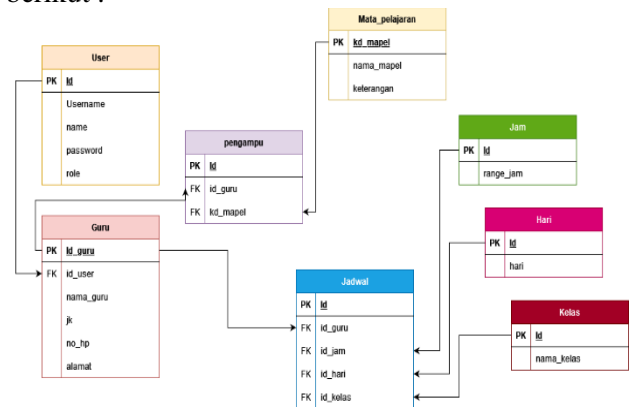 berikut :
User
PK Id
Username
name
password
role
Mata_pelajaran
PK kd_mapel
nama_mapel
keterangan
pengampu
PK Id
FK id_guru
FK kd_mapel
Guru
PK Id_guru
FK id_user
nama_guru
jk
no_hp
alamat
Jam
PK Id
range_jam
Hari
PK Id
hari
Kelas
PK Id
nama_kelas
Jadwal
PK Id
FK id_guru
FK id_jam
FK id_hari
FK id_kelas